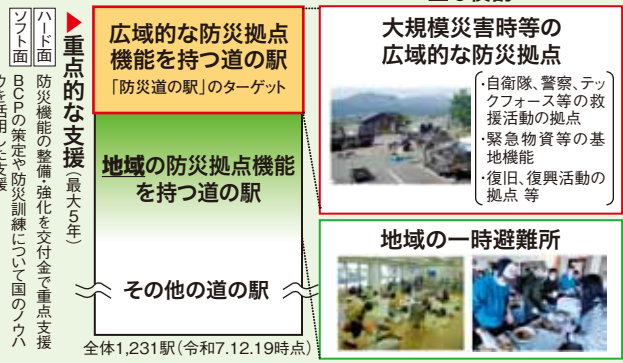 ▶重点的な支援(最大5年)
ハード面
防災機能の整備・強化を交付金で重点支援
ソフト面
BCPの策定や防災訓練について国のノウハ
ウを活用した支援
広域的な防災拠点
機能を持つ道の駅
「防災道の駅」のターゲット
地域の防災拠点機能
を持つ道の駅
その他の道の駅
全体1,231駅(令和7.12.19時点)
大規模災害時等の
広域的な防災拠点
・自衛隊、警察、テッ
クフォース等の救
援活動の拠点
・緊急物資等の基
地機能
・復旧、復興活動の
拠点 等
地域の一時避難所